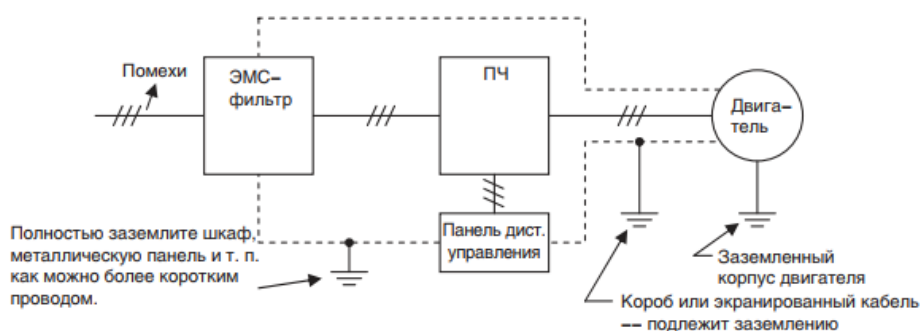 Помехи
ЭМС–
фильтр
ПЧ
Двига–
тель
Панель дист.
управления
Полностью заземлите шкаф,
металлическую панель и т. п.
как можно более коротким
проводом.
Заземленный
корпус двигателя
Короб или экранированный кабель
–– подлежит заземлению